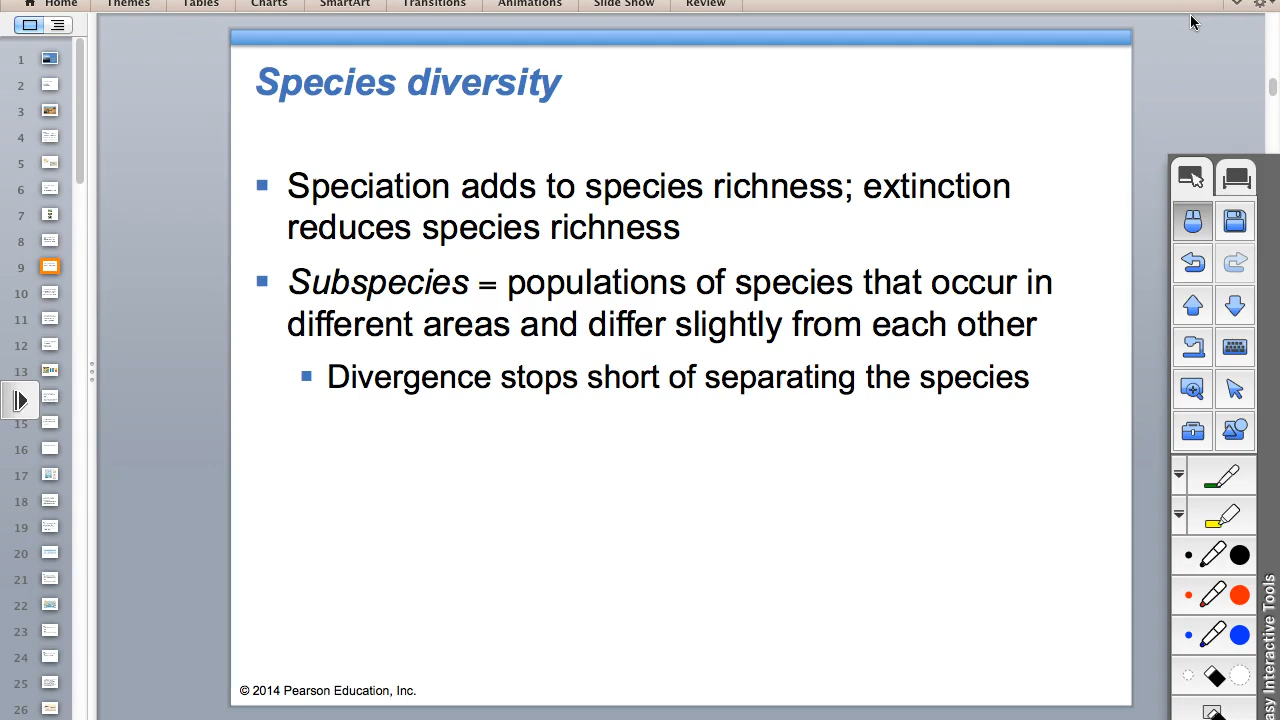 Home Themes Tables Charts SmartArt Transitions Animations Slide Show Review
Species diversity
Speciation adds to species richness; extinction
reduces species richness
Subspecies = populations of species that occur in
different areas and differ slightly from each other
Divergence stops short of separating the species
© 2014 Pearson Education, Inc.
1
2
3
4
5
6
7
8
9
10
11
12
13
15
16
17
18
19
20
21
22
23
24
25
26
Interactive Tools